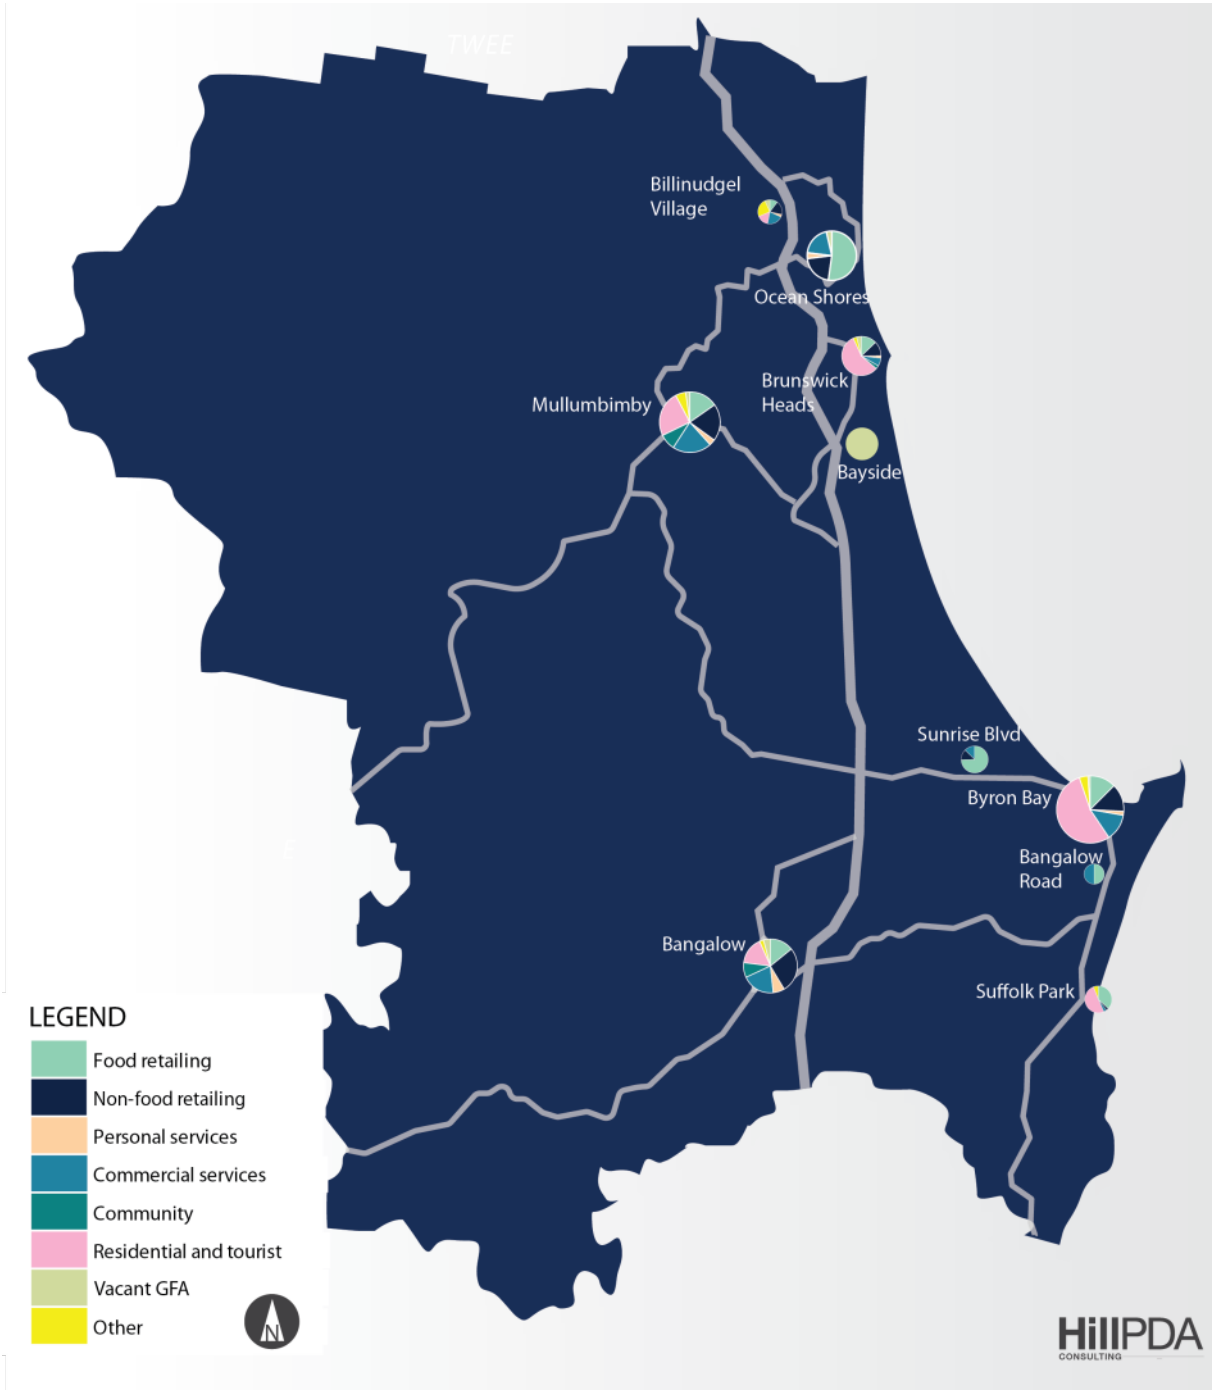 TWEE
Billinudgel
Village
Ocean Shores
Brunswick
Heads
Mullumbimby
Bayside
Sunrise Blvd
Byron Bay
E
Bangalow
Road
Bangalow
Suffolk Park
LEGEND
Food retailing
Non-food retailing
Personal services
Commercial services
Community
Residential and tourist
Vacant GFA
Other
N
HillPDA
CONSULTING